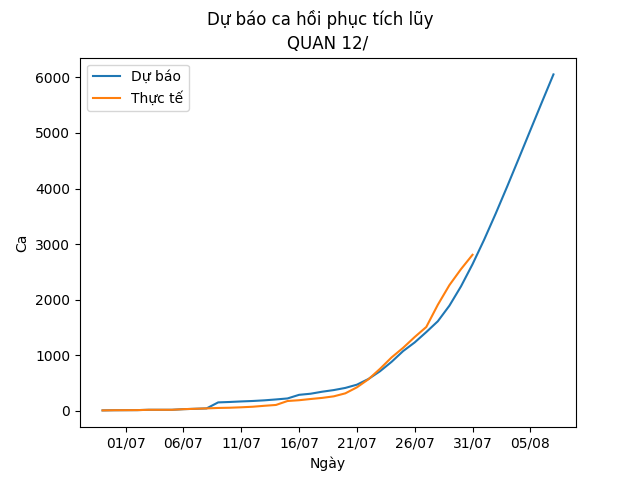 Dự báo ca hồi phục tích lũy
QUAN 12/
Dự báo
Thực tế
6000
5000
4000
3000
2000
1000
0
Ca
01/07 06/07 11/07 16/07 21/07 26/07 31/07 05/08
Ngày